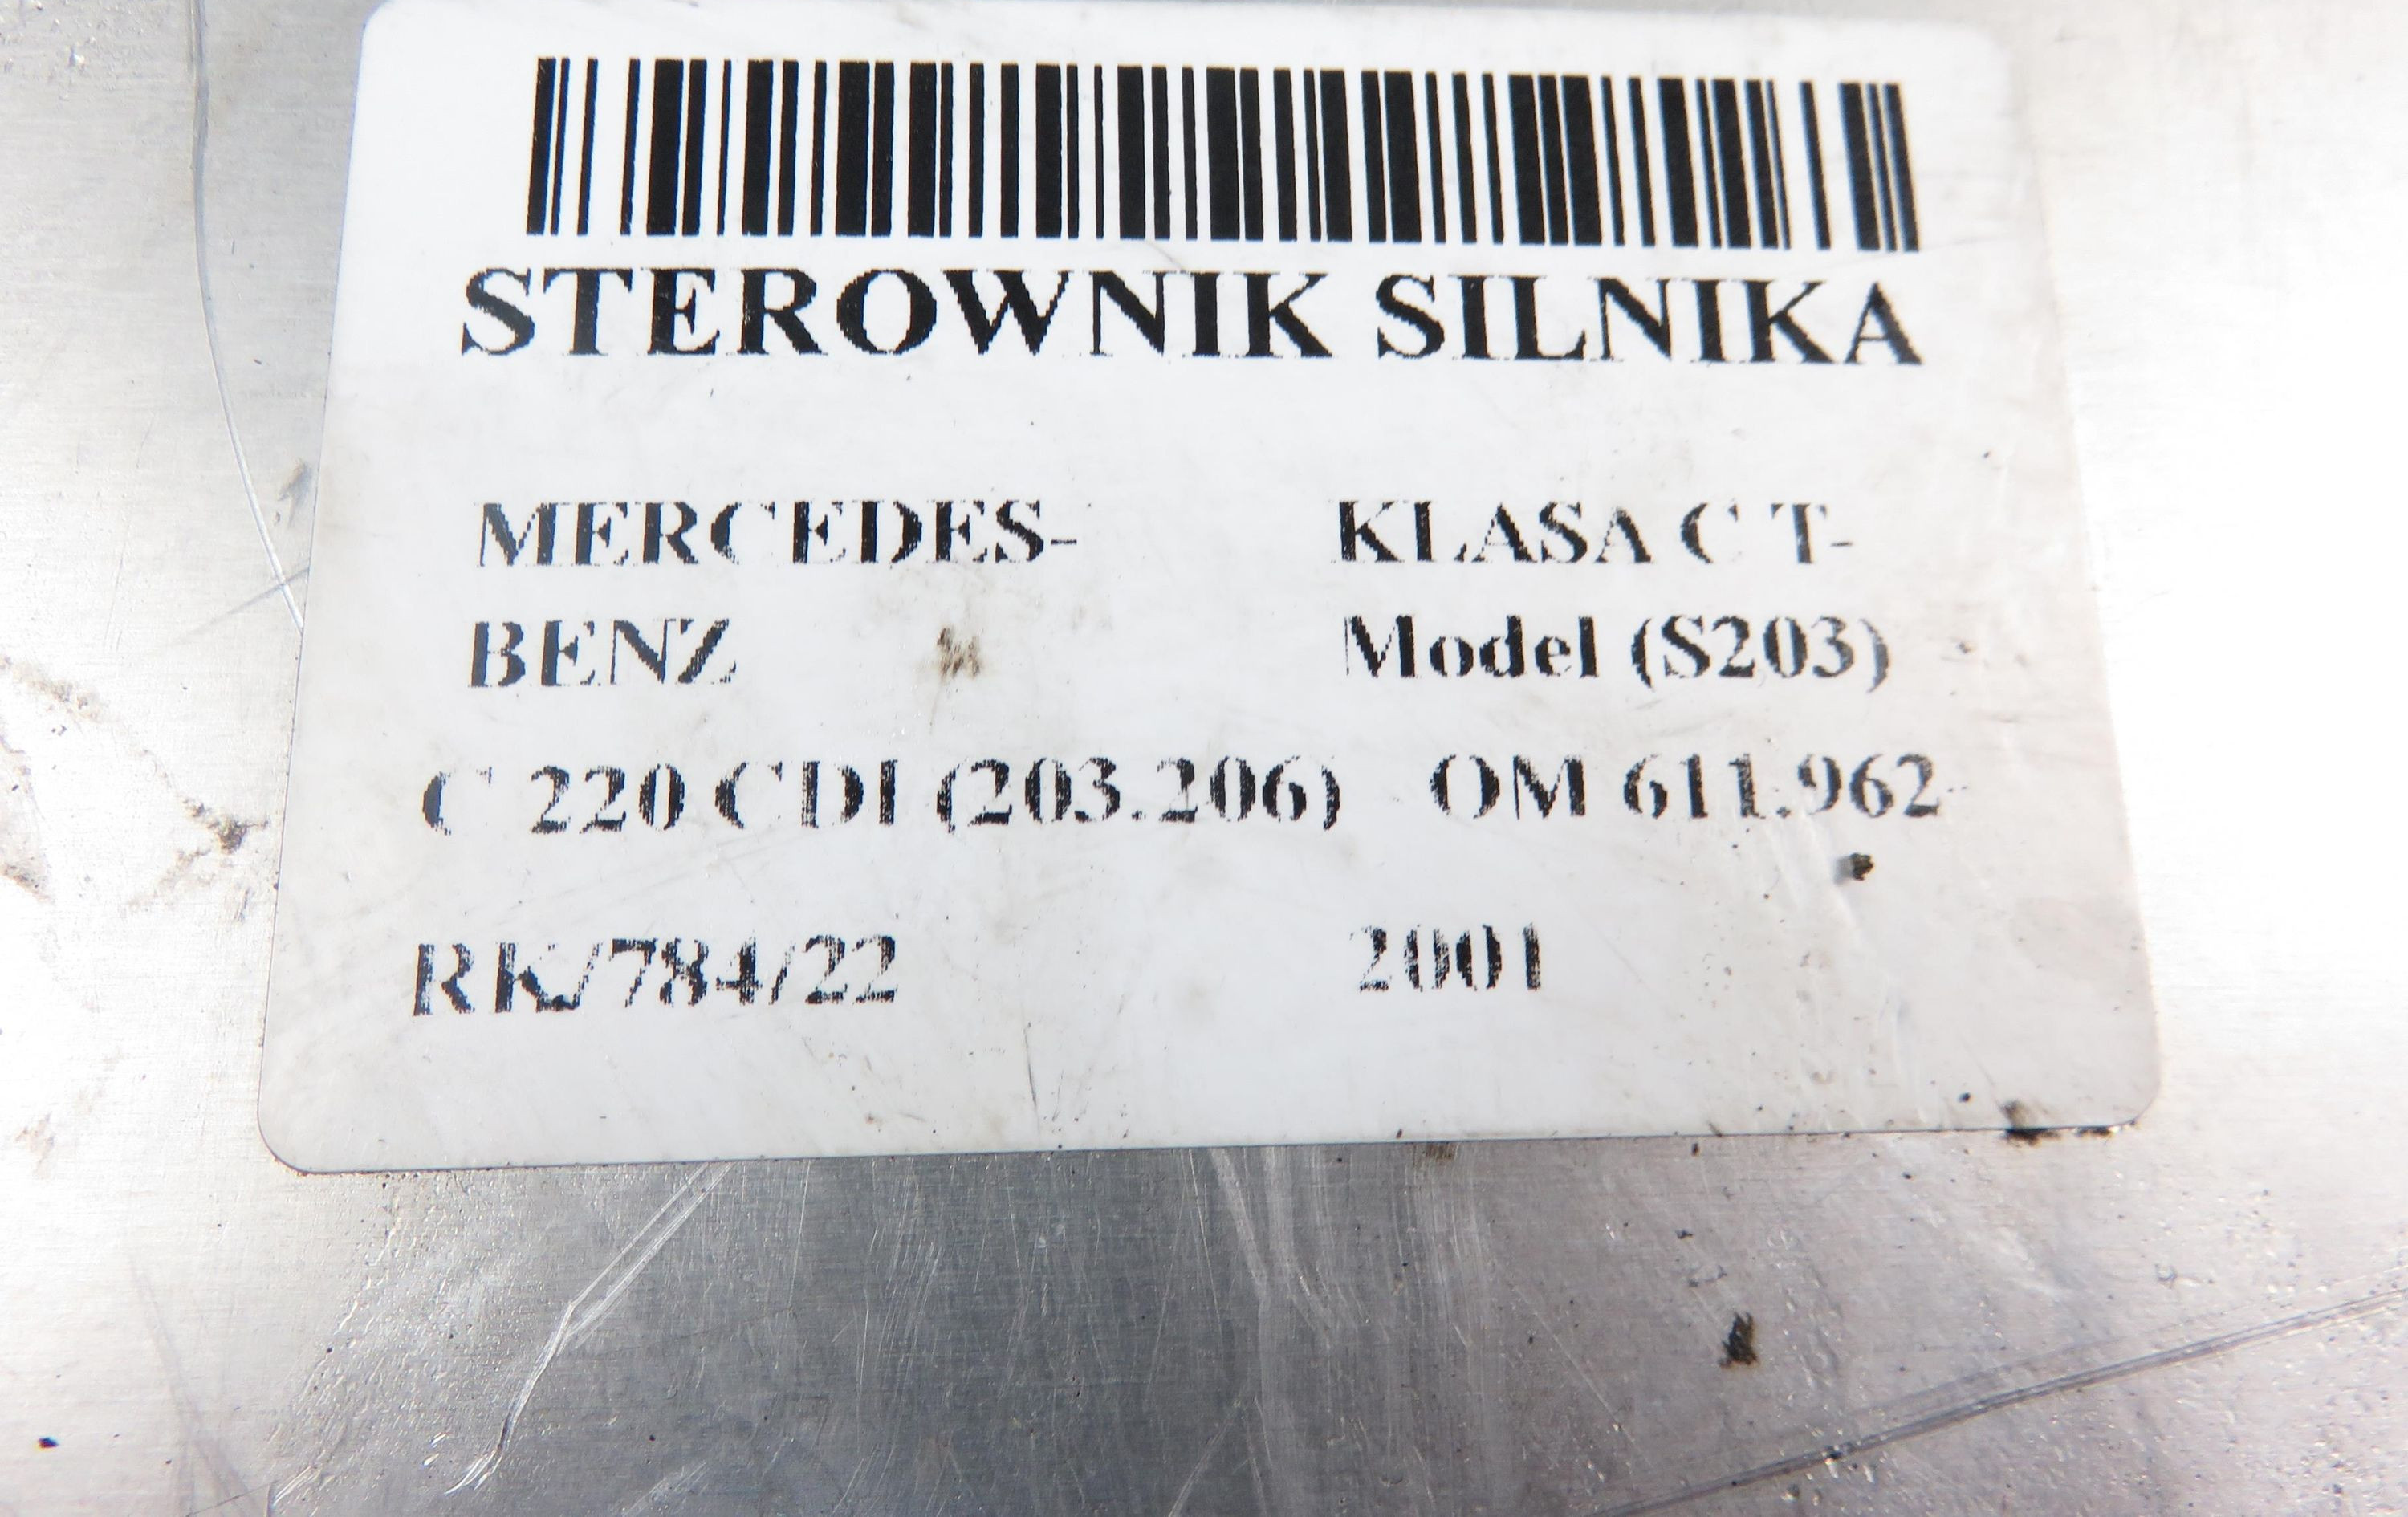 STEROWNIK SILNIKA
MERCEDES- KLASA C T-
BENZ Model (S203)
C 220 CDI (203.206) OM 611.962
RK/784/22 2001